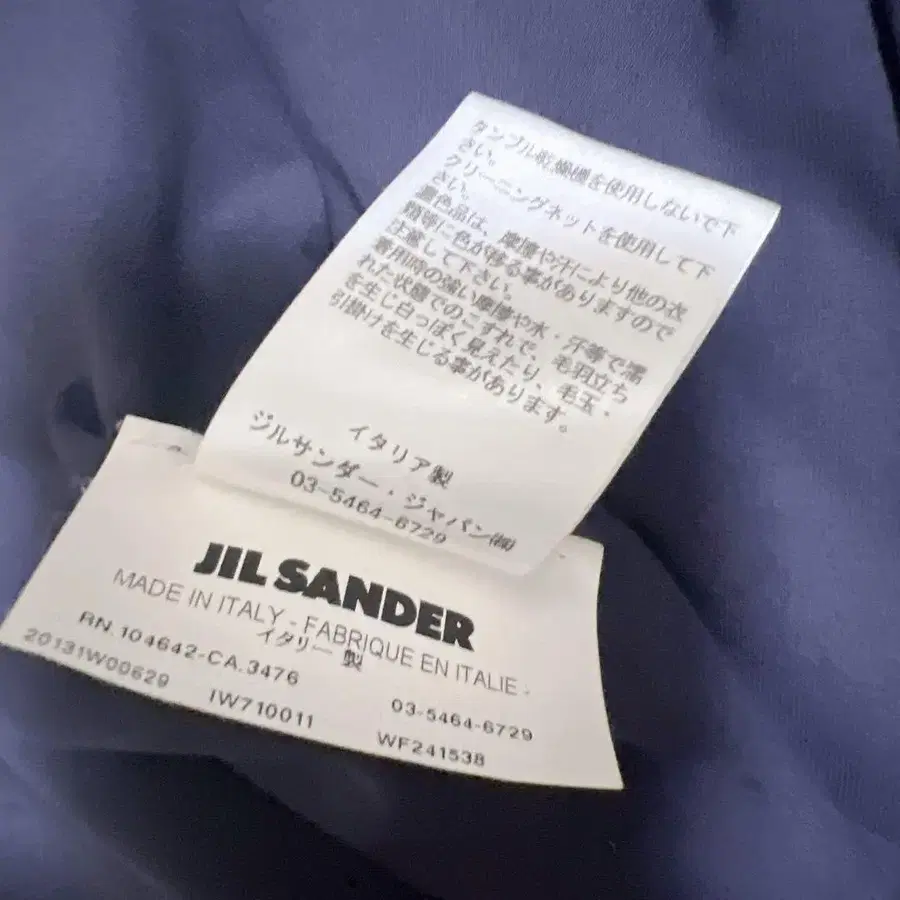 タンブル乾燥機を使用しないで下
さい。
クリーニングネットを使用して下
さい。
濃色品は、摩擦や汗により他の衣
類等に色が移る事がありますので
注意して下さい。
着用時の強い摩擦や水・汗等で濡
れた状態でのこすれで、毛羽立ち
を生じ白っぽく見えたり、毛玉・
引掛けを生じる事があります。
イタリア製
ジルサンダー・ジャパン㈱
03-5464-6729
JIL SANDER
MADE IN ITALY - FABRIQUE EN ITALIE -
イタリー製
RN.104642-CA.3476
03-5464-6729
20131W00629
IW710011
WF241538